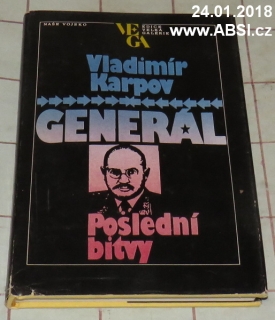 24.01.2018
www.ABSI.cz
NAŠE VOJSKO
VEGA
EDICE
VELKÁ
GALERIE
Vladimír
Karpov
GENERÁL
Poslední
bitvy